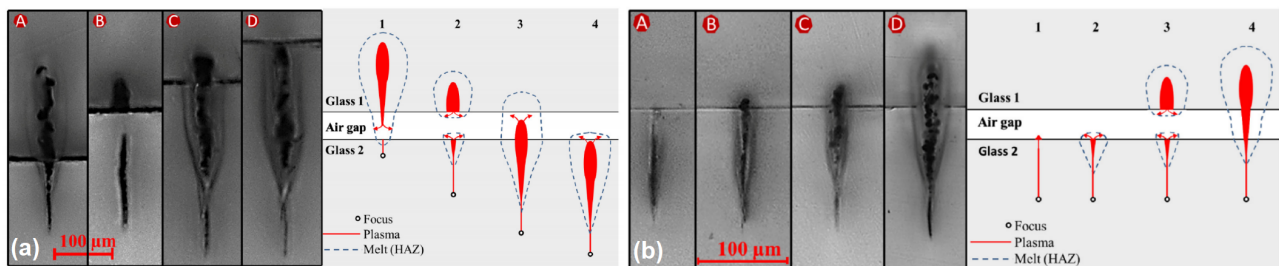 A B C D 1 2 3 4
Glass 1
Air gap
Glass 2
Focus
Plasma
Melt (HAZ)
(a) 100 µm
A B C D 1 2 3 4
Glass 1
Air gap
Glass 2
Focus
Plasma
Melt (HAZ)
(b) 100 µm